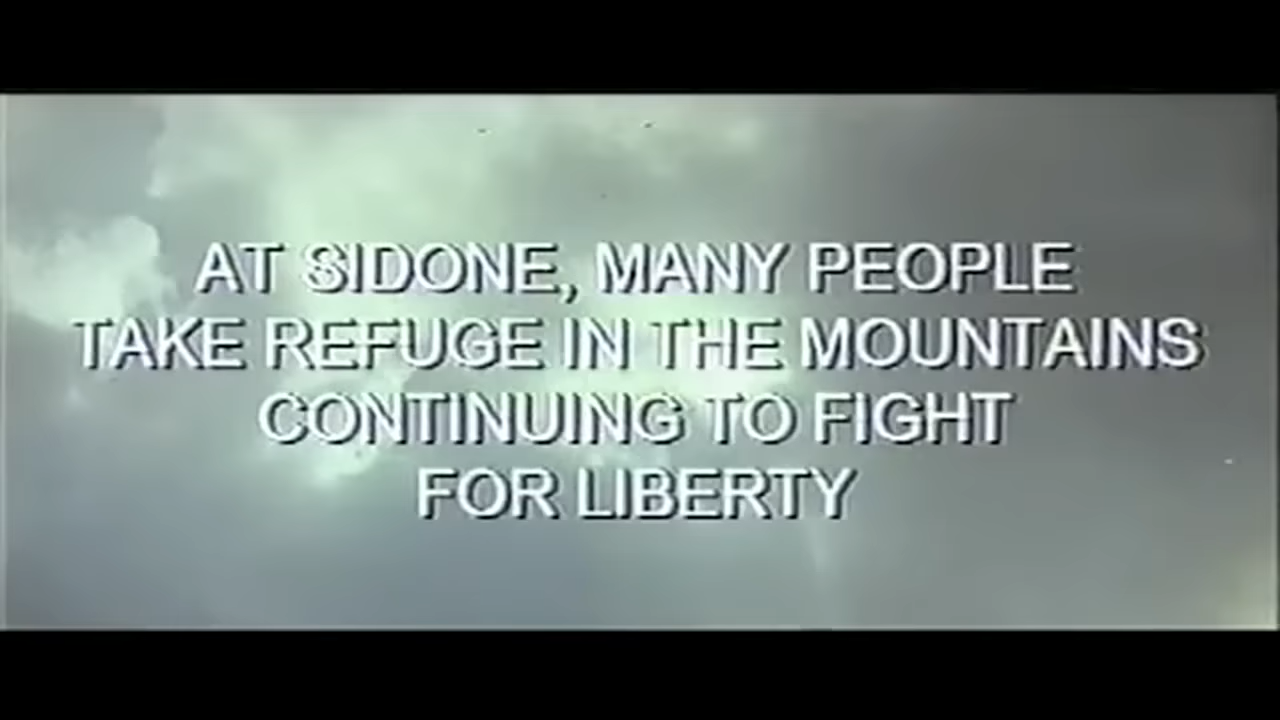 AT SIDONE, MANY PEOPLE
TAKE REFUGE IN THE MOUNTAINS
CONTINUING TO FIGHT
FOR LIBERTY